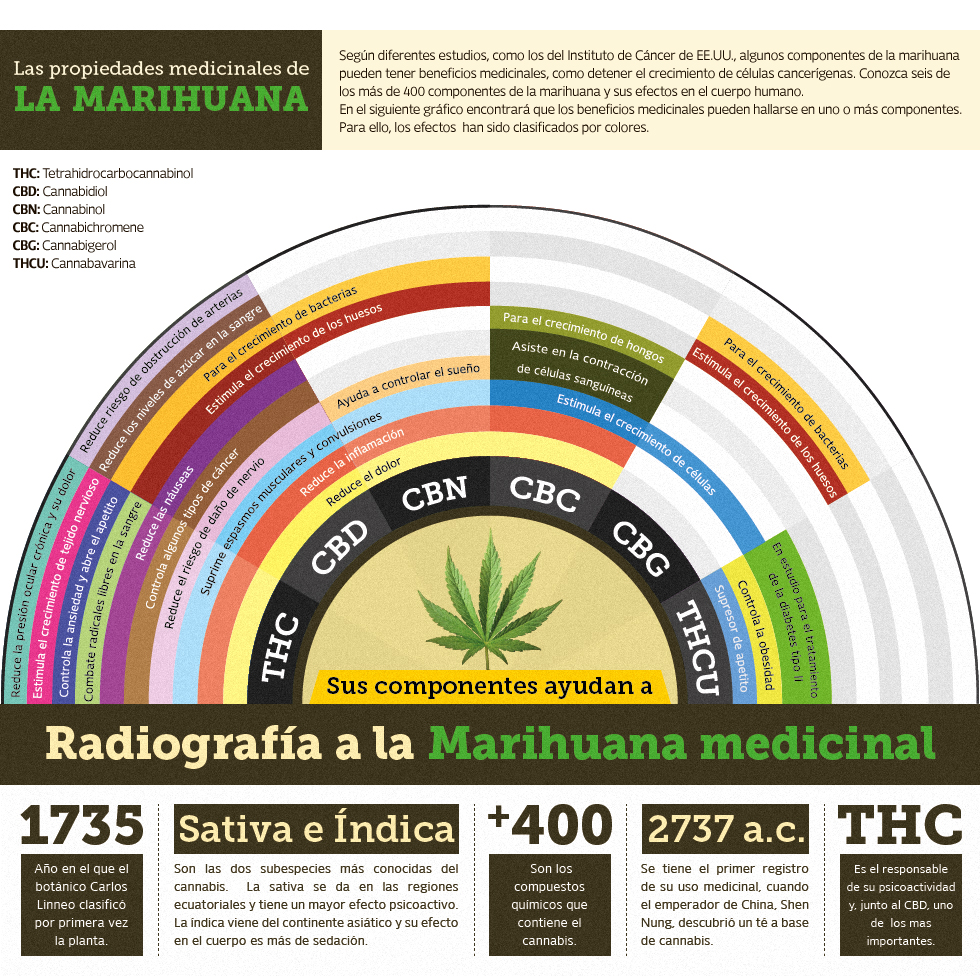 Las propiedades medicinales de
LA MARIHUANA
Según diferentes estudios, como los del Instituto de Cáncer de EE.UU., algunos componentes de la marihuana
pueden tener beneficios medicinales, como detener el crecimiento de células cancerígenas. Conozca seis de
los más de 400 componentes de la marihuana y sus efectos en el cuerpo humano.
En el siguiente gráfico encontrará que los beneficios medicinales pueden hallarse en uno o más componentes.
Para ello, los efectos han sido clasificados por colores.
THC: Tetrahidrocarbocannabinol
CBD: Cannabidiol
CBN: Cannabinol
CBC: Cannabichromene
CBG: Cannabigerol
THCU: Cannabavarina
Reduce la presión ocular crónica y su dolor
Estimula el crecimiento de tejido nervioso
Controla la ansiedad y abre el apetito
Combate radicales libres en la sangre
Reduce riesgo de obstrucción de arterias
Reduce los niveles de azúcar en la sangre
Para el crecimiento de bacterias
Estimula el crecimiento de los huesos
Reduce las náuseas
Controla algunos tipos de cáncer
Reduce el riesgo de daño de nervio
Ayuda a controlar el sueño
Suprime espasmos musculares y convulsiones
Reduce la inflamación
Reduce el dolor
Para el crecimiento de hongos
Asiste en la contracción
de células sanguíneas
Estimula el crecimiento de células
Para el crecimiento de bacterias
Estimula el crecimiento de los huesos
En estudio para el tratamiento
de la diabetes tipo II
Controla la obesidad
Supresor de apetito
THC
CBD
CBN
CBC
CBG
THCU
Sus componentes ayudan a
Radiografía a la Marihuana medicinal
1735
Año en el que el
botánico Carlos
Linneo clasificó
por primera vez
la planta.
Sativa e Índica
Son las dos subespecies más conocidas del
cannabis. La sativa se da en las regiones
ecuatoriales y tiene un mayor efecto psicoactivo.
La índica viene del continente asiático y su efecto
en el cuerpo es más de sedación.
+400
Son los
compuestos
químicos que
contiene el
cannabis.
2737 a.c.
Se tiene el primer registro
de su uso medicinal, cuando
el emperador de China, Shen
Nung, descubrió un té a base
de cannabis.
THC
Es el responsable
de su psicoactividad
y, junto al CBD, uno
de los mas
importantes.